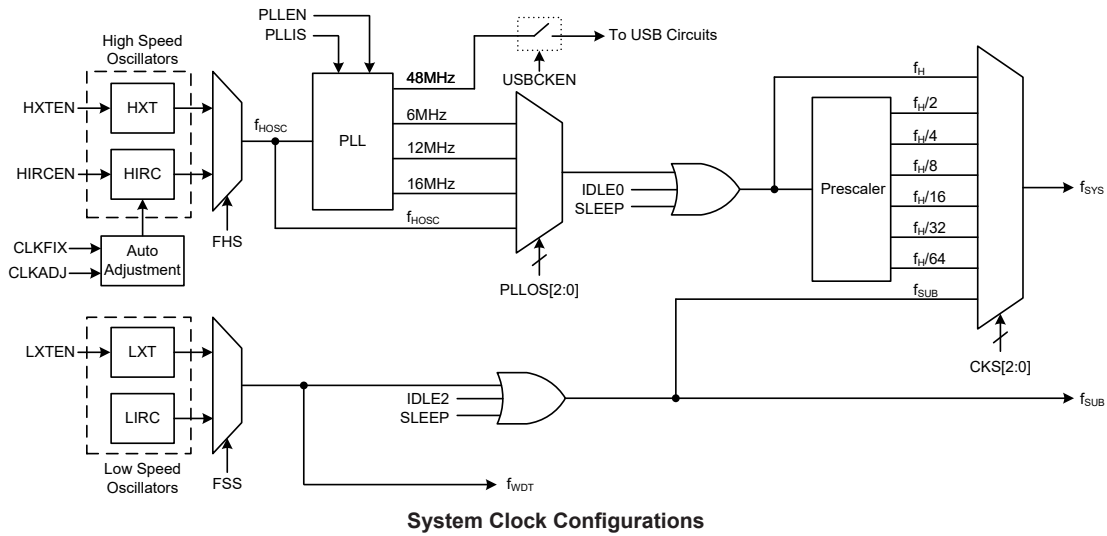 PLLEN
PLLIS
High Speed
Oscillators
To USB Circuits
48MHz
USBCKEN
HXTEN
HXT
HIRCEN
HIRC
fHOSC
PLL
6MHz
12MHz
16MHz
fHOSC
FHS
CLKFIX
CLKADJ
Auto
Adjustment
PLLOS[2:0]
IDLE0
SLEEP
Prescaler
fH
fH/2
fH/4
fH/8
fH/16
fH/32
fH/64
fSUB
fSYS
CKS[2:0]
LXTEN
LXT
LIRC
Low Speed
Oscillators
FSS
IDLE2
SLEEP
fSUB
fWDT
System Clock Configurations